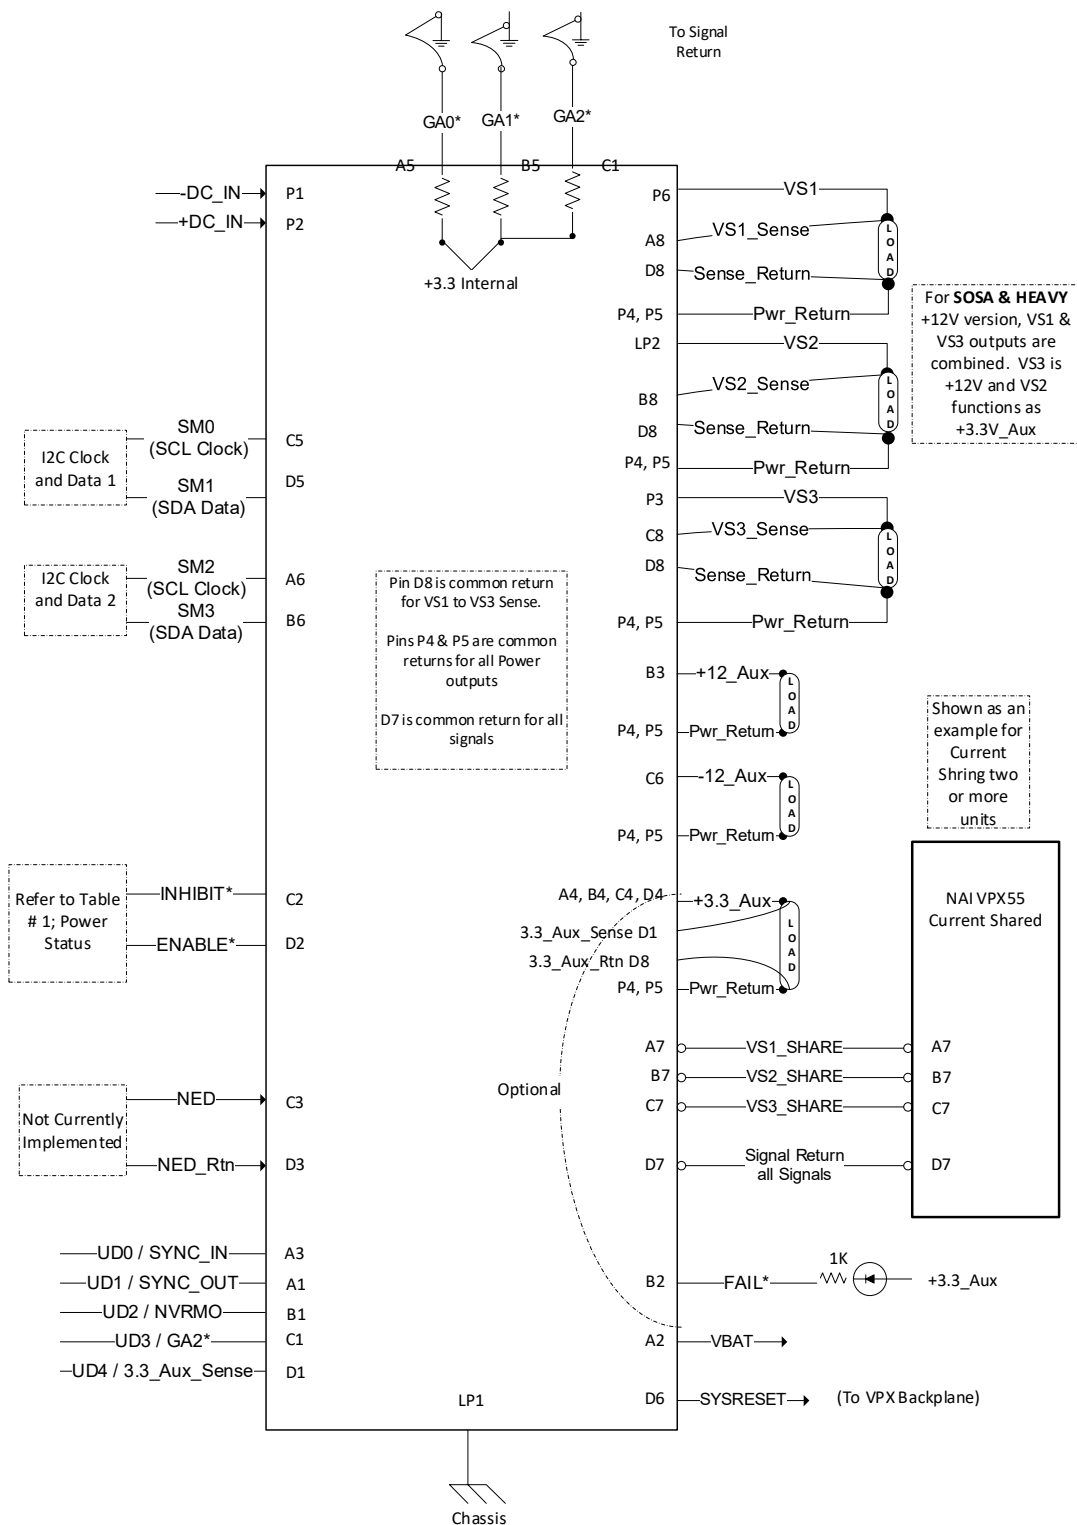 To Signal
Return
GA0*
GA1*
GA2*
A5
B5
C1
+3.3 Internal
-DC_IN
P1
+DC_IN
P2
P6
VS1
A8
VS1_Sense
D8
Sense_Return
P4, P5
Pwr_Return
LOAD
LP2
VS2
B8
VS2_Sense
D8
Sense_Return
P4, P5
Pwr_Return
LOAD
P3
VS3
C8
VS3_Sense
D8
Sense_Return
P4, P5
Pwr_Return
LOAD
For SOSA & HEAVY
+12V version, VS1 &
VS3 outputs are
combined. VS3 is
+12V and VS2
functions as
+3.3V_Aux
I2C Clock
and Data 1
SM0
(SCL Clock)
C5
SM1
(SDA Data)
D5
I2C Clock
and Data 2
SM2
(SCL Clock)
A6
SM3
(SDA Data)
B6
Pin D8 is common return
for VS1 to VS3 Sense.
Pins P4 & P5 are common
returns for all Power
outputs
D7 is common return for all
signals
B3
+12_Aux
P4, P5
Pwr_Return
LOAD
C6
-12_Aux
P4, P5
Pwr_Return
LOAD
Shown as an
example for
Current
Shring two
or more
units
Refer to Table
# 1; Power
Status
INHIBIT*
C2
ENABLE*
D2
A4, B4, C4, D4
+3.3_Aux
3.3_Aux_Sense D1
3.3_Aux_Rtn D8
P4, P5
Pwr_Return
LOAD
NAI VPX55
Current Shared
A7
VS1_SHARE
A7
B7
VS2_SHARE
B7
C7
VS3_SHARE
C7
D7
Signal Return
all Signals
D7
Optional
Not Currently
Implemented
NED
C3
NED_Rtn
D3
UD0 / SYNC_IN
A3
UD1 / SYNC_OUT
A1
UD2 / NVRMO
B1
UD3 / GA2*
C1
UD4 / 3.3_Aux_Sense
D1
B2
FAIL*
1K
+3.3_Aux
A2
VBAT
D6
SYSRESET
(To VPX Backplane)
LP1
Chassis